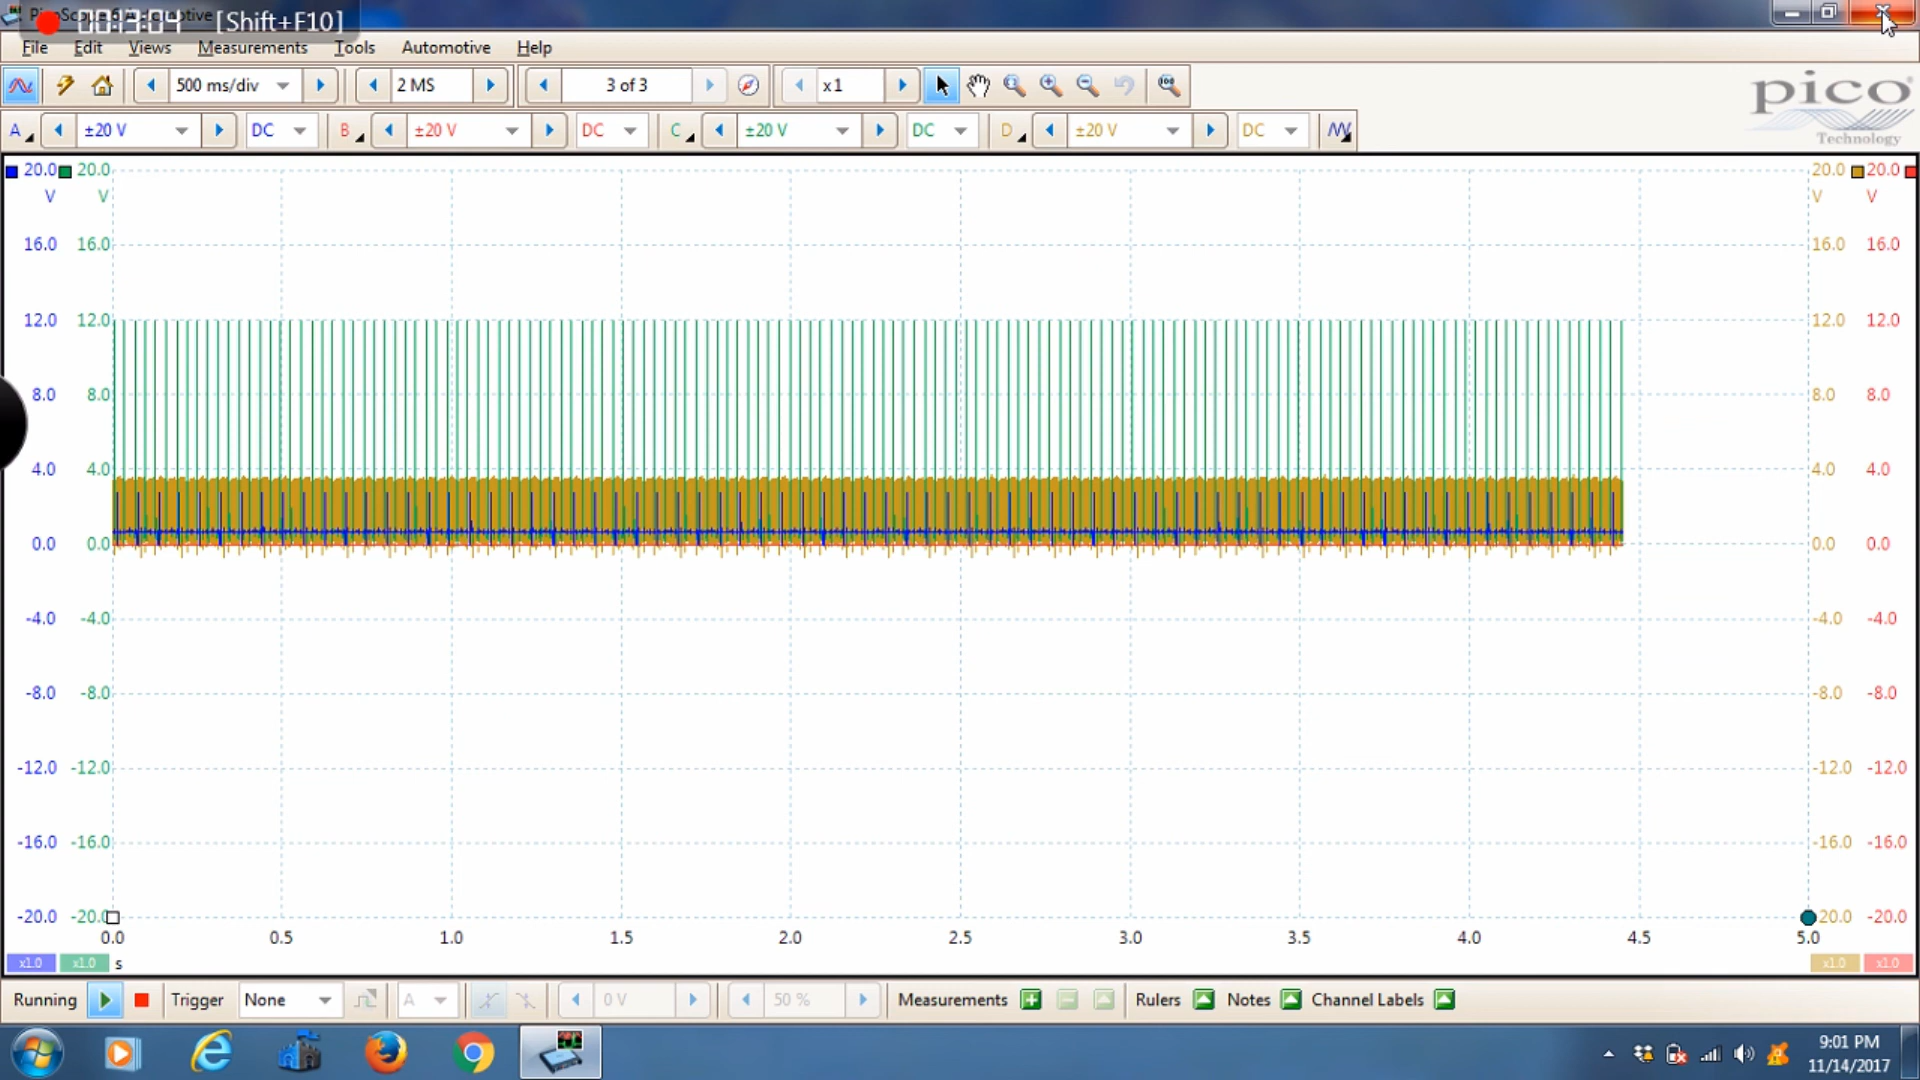 PicoScope 6 Automotive
00:13:04 [Shift+F10]
File Edit Views Measurements Tools Automotive Help
500 ms/div 2 MS 3 of 3 x1 100
pico
Technology
A ±20 V DC B ±20 V DC C ±20 V DC D ±20 V DC
20.0 20.0 20.0 20.0
V V V V
16.0 16.0 16.0 16.0
12.0 12.0 12.0 12.0
8.0 8.0 8.0 8.0
4.0 4.0 4.0 4.0
0.0 0.0 0.0 0.0
-4.0 -4.0 -4.0 -4.0
-8.0 -8.0 -8.0 -8.0
-12.0 -12.0 -12.0 -12.0
-16.0 -16.0 -16.0 -16.0
-20.0 -20.0 20.0 -20.0
0.0 0.5 1.0 1.5 2.0 2.5 3.0 3.5 4.0 4.5 5.0
x1.0 x1.0 s x1.0 x1.0
Running Trigger None A 0 V 50 % Measurements Rulers Notes Channel Labels
9:01 PM
11/14/2017